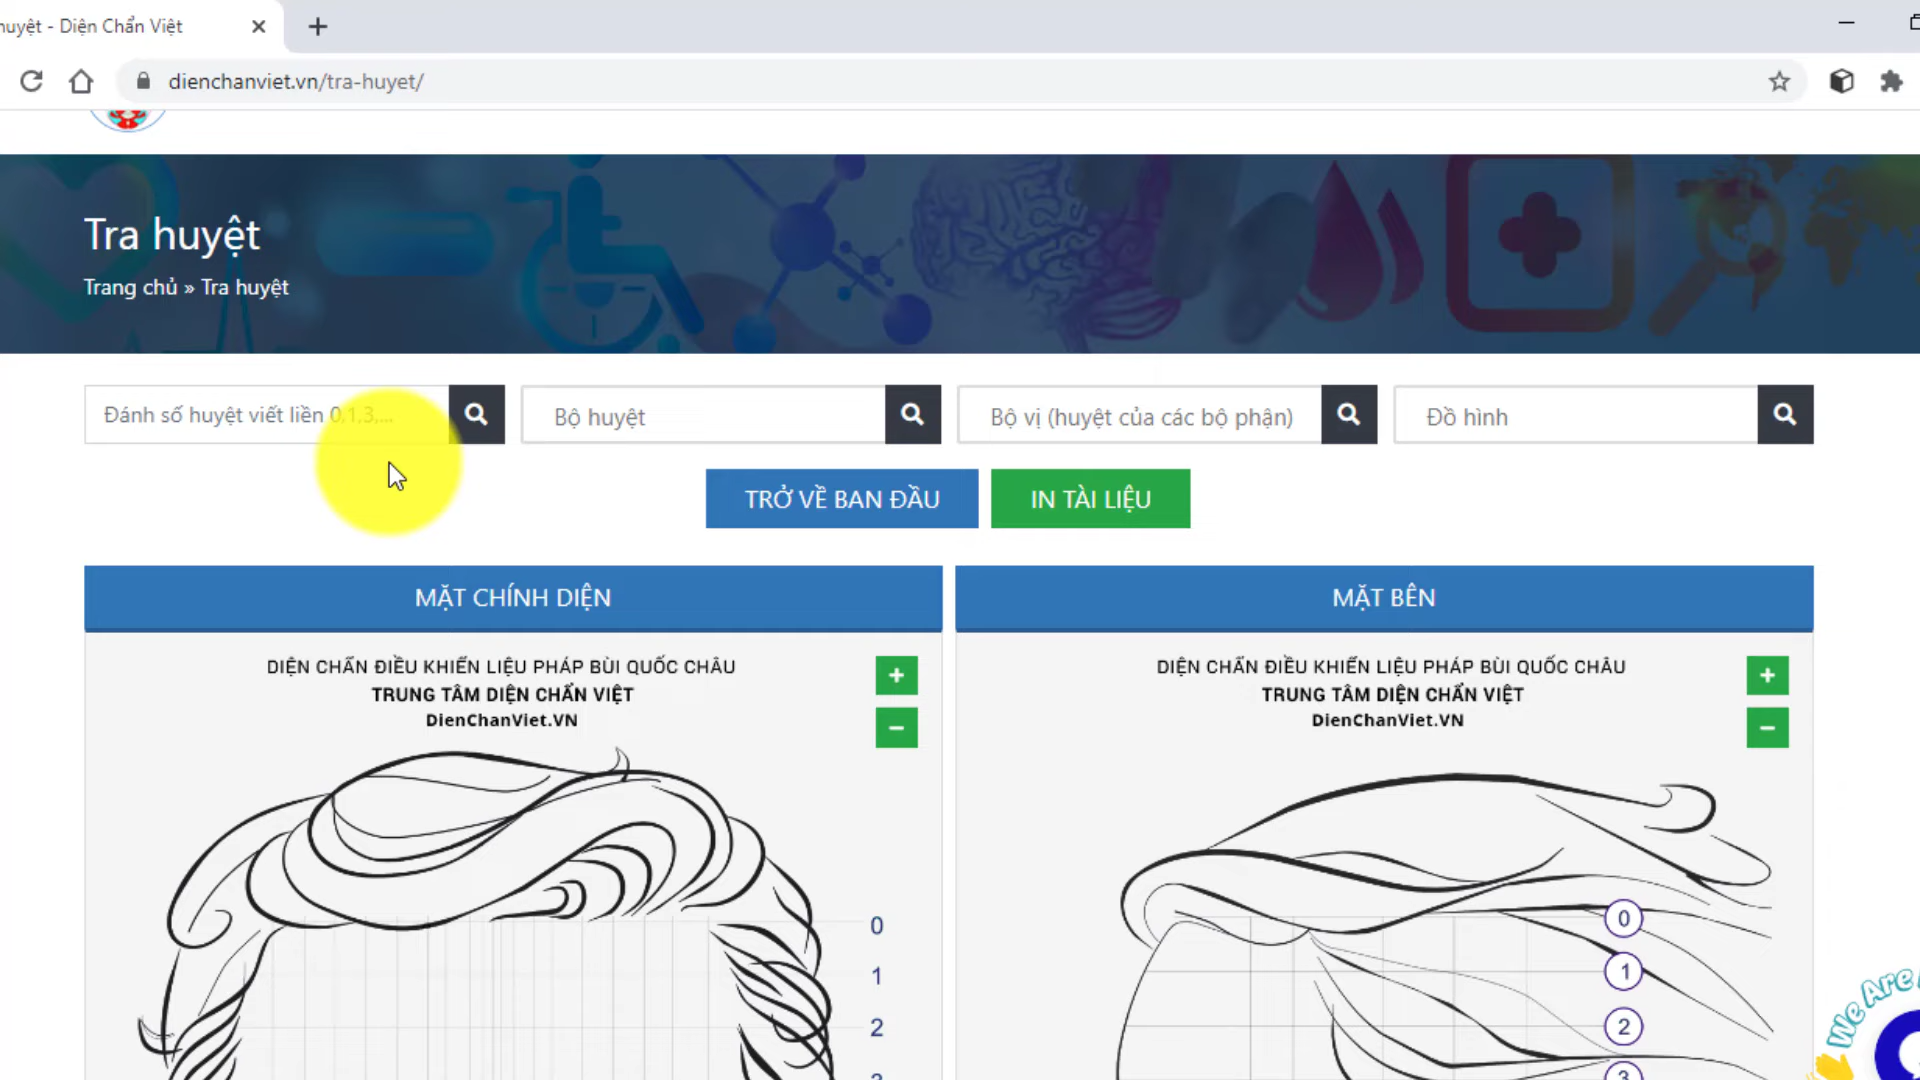 huyệt - Diện Chẩn Việt
dienchanviet.vn/tra-huyet/
Tra huyệt
Trang chủ » Tra huyệt
Đánh số huyệt viết liền 0,1,3,...
Bộ huyệt
Bộ vị (huyệt của các bộ phận)
Đồ hình
TRỞ VỀ BAN ĐẦU
IN TÀI LIỆU
MẶT CHÍNH DIỆN
MẶT BÊN
DIỆN CHẨN ĐIỀU KHIỂN LIỆU PHÁP BÙI QUỐC CHÂU
TRUNG TÂM DIỆN CHẨN VIỆT
DienChanViet.VN
DIỆN CHẨN ĐIỀU KHIỂN LIỆU PHÁP BÙI QUỐC CHÂU
TRUNG TÂM DIỆN CHẨN VIỆT
DienChanViet.VN
0
1
2
0
1
2
3
We Are